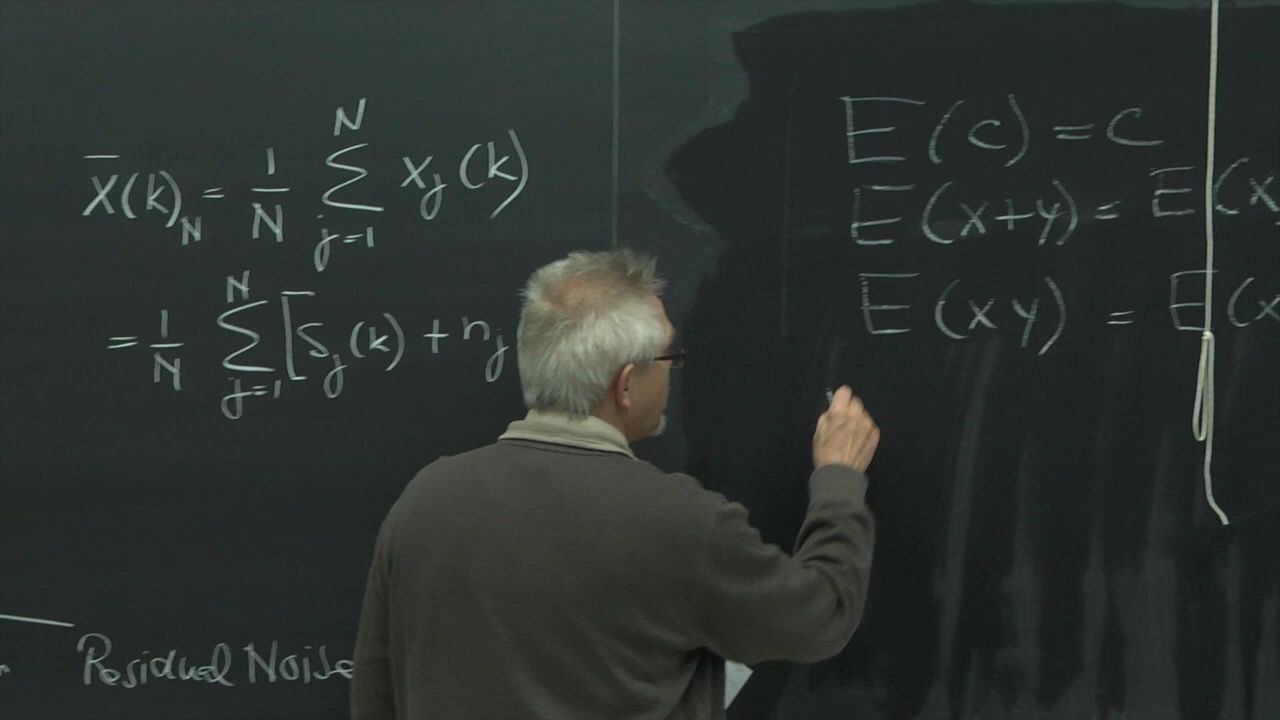 x̄(k)_N = 1/N Σ_{j=1}^{N} x_j(k)
= 1/N Σ_{j=1}^{N} [S_j(k) + n_j
Residual Noise
E(c) = c
E(x+y) = E(x
E(xy) = E(x